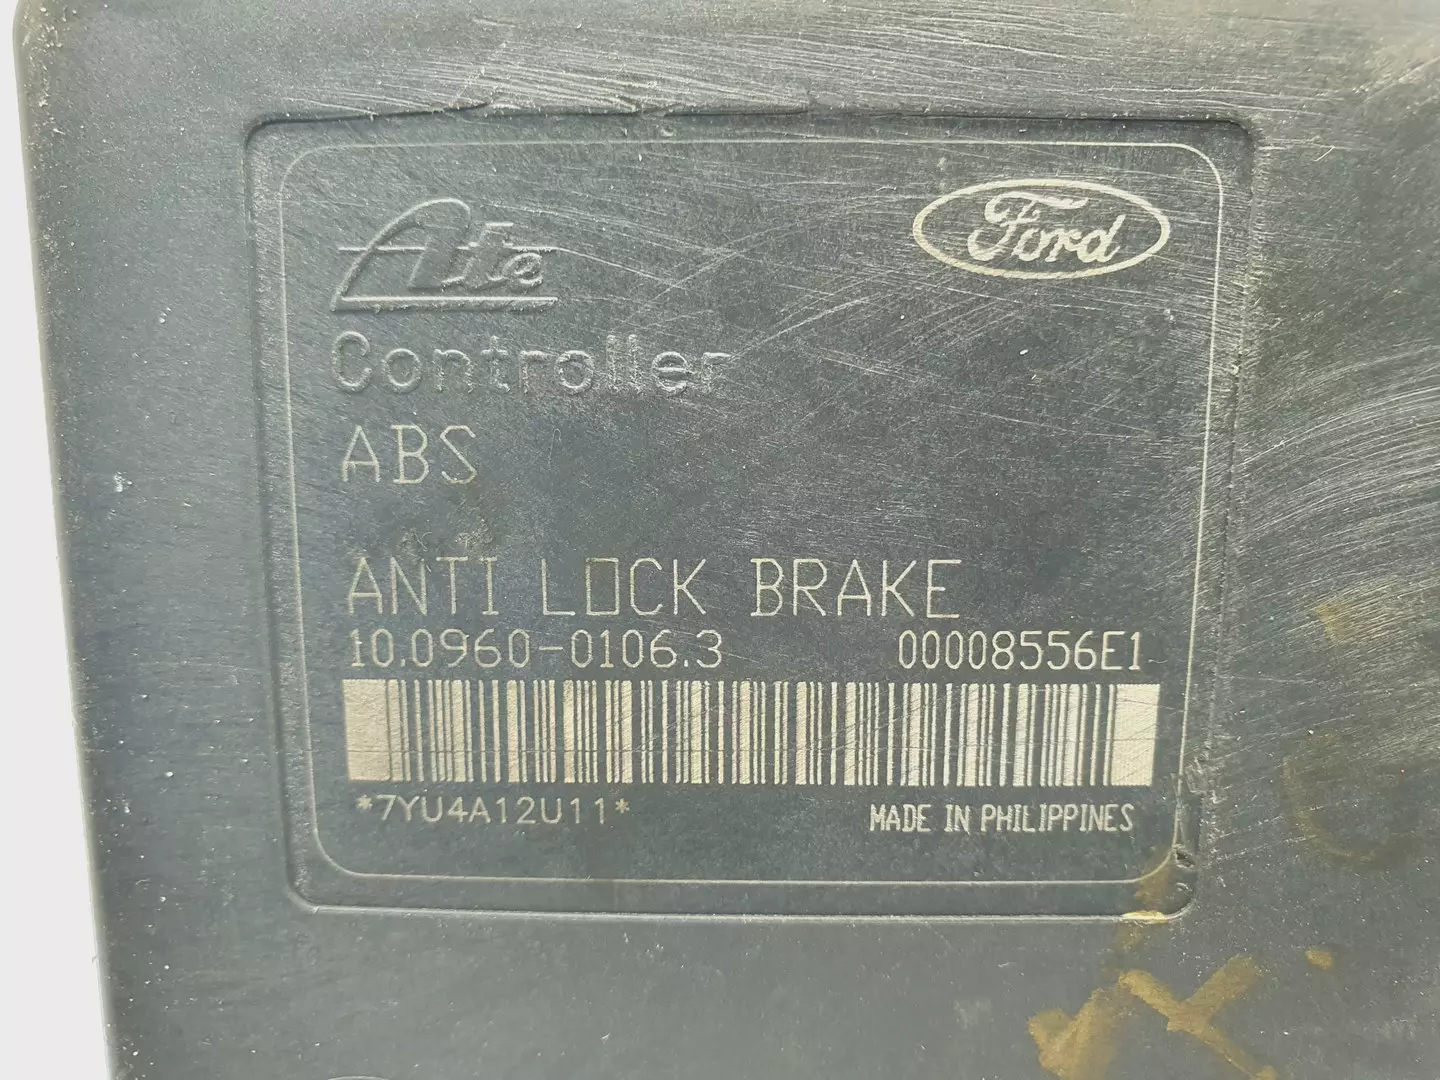 Ate
Ford
Controller
ABS
ANTI LOCK BRAKE
10.0960-0106.3 00008556E1
*7YU4A12U11* MADE IN PHILIPPINES